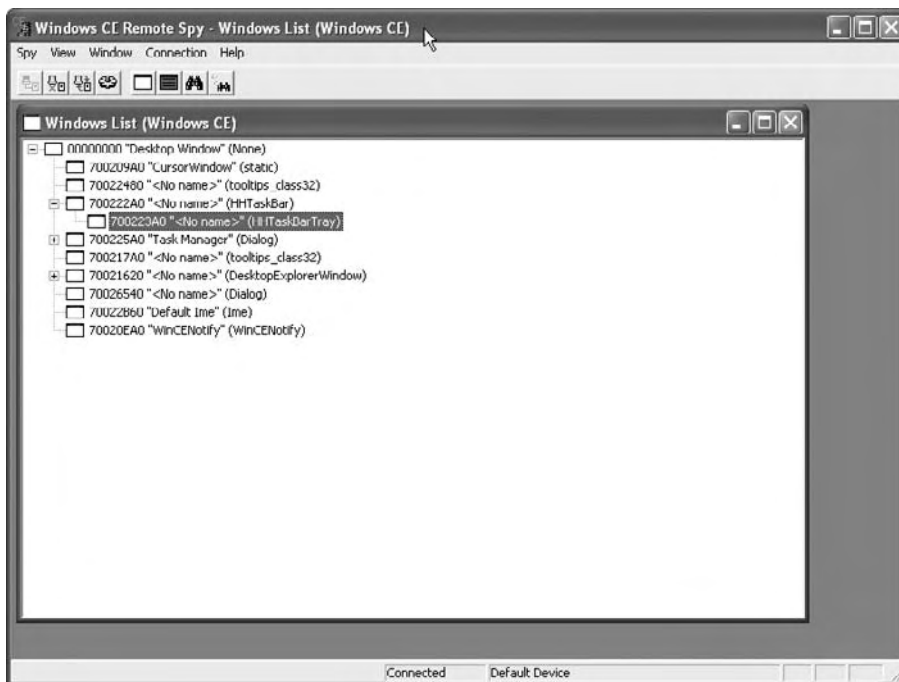 Windows CE Remote Spy - Windows List (Windows CE)
Spy View Window Connection Help
Windows List (Windows CE)
00000000 "Desktop Window" (None)
700209A0 "CursorWindow" (static)
70022480 "<No name>" (tooltips_class32)
700222A0 "<No name>" (HHTaskBar)
700223A0 "<No name>" (HHTaskBarTray)
700225A0 "Task Manager" (Dialog)
700217A0 "<No name>" (tooltips_class32)
70021620 "<No name>" (DesktopExplorerWindow)
70026540 "<No name>" (Dialog)
70022B60 "Default Ime" (Ime)
70020EA0 "WinCENotify" (WinCENotify)
Connected Default Device